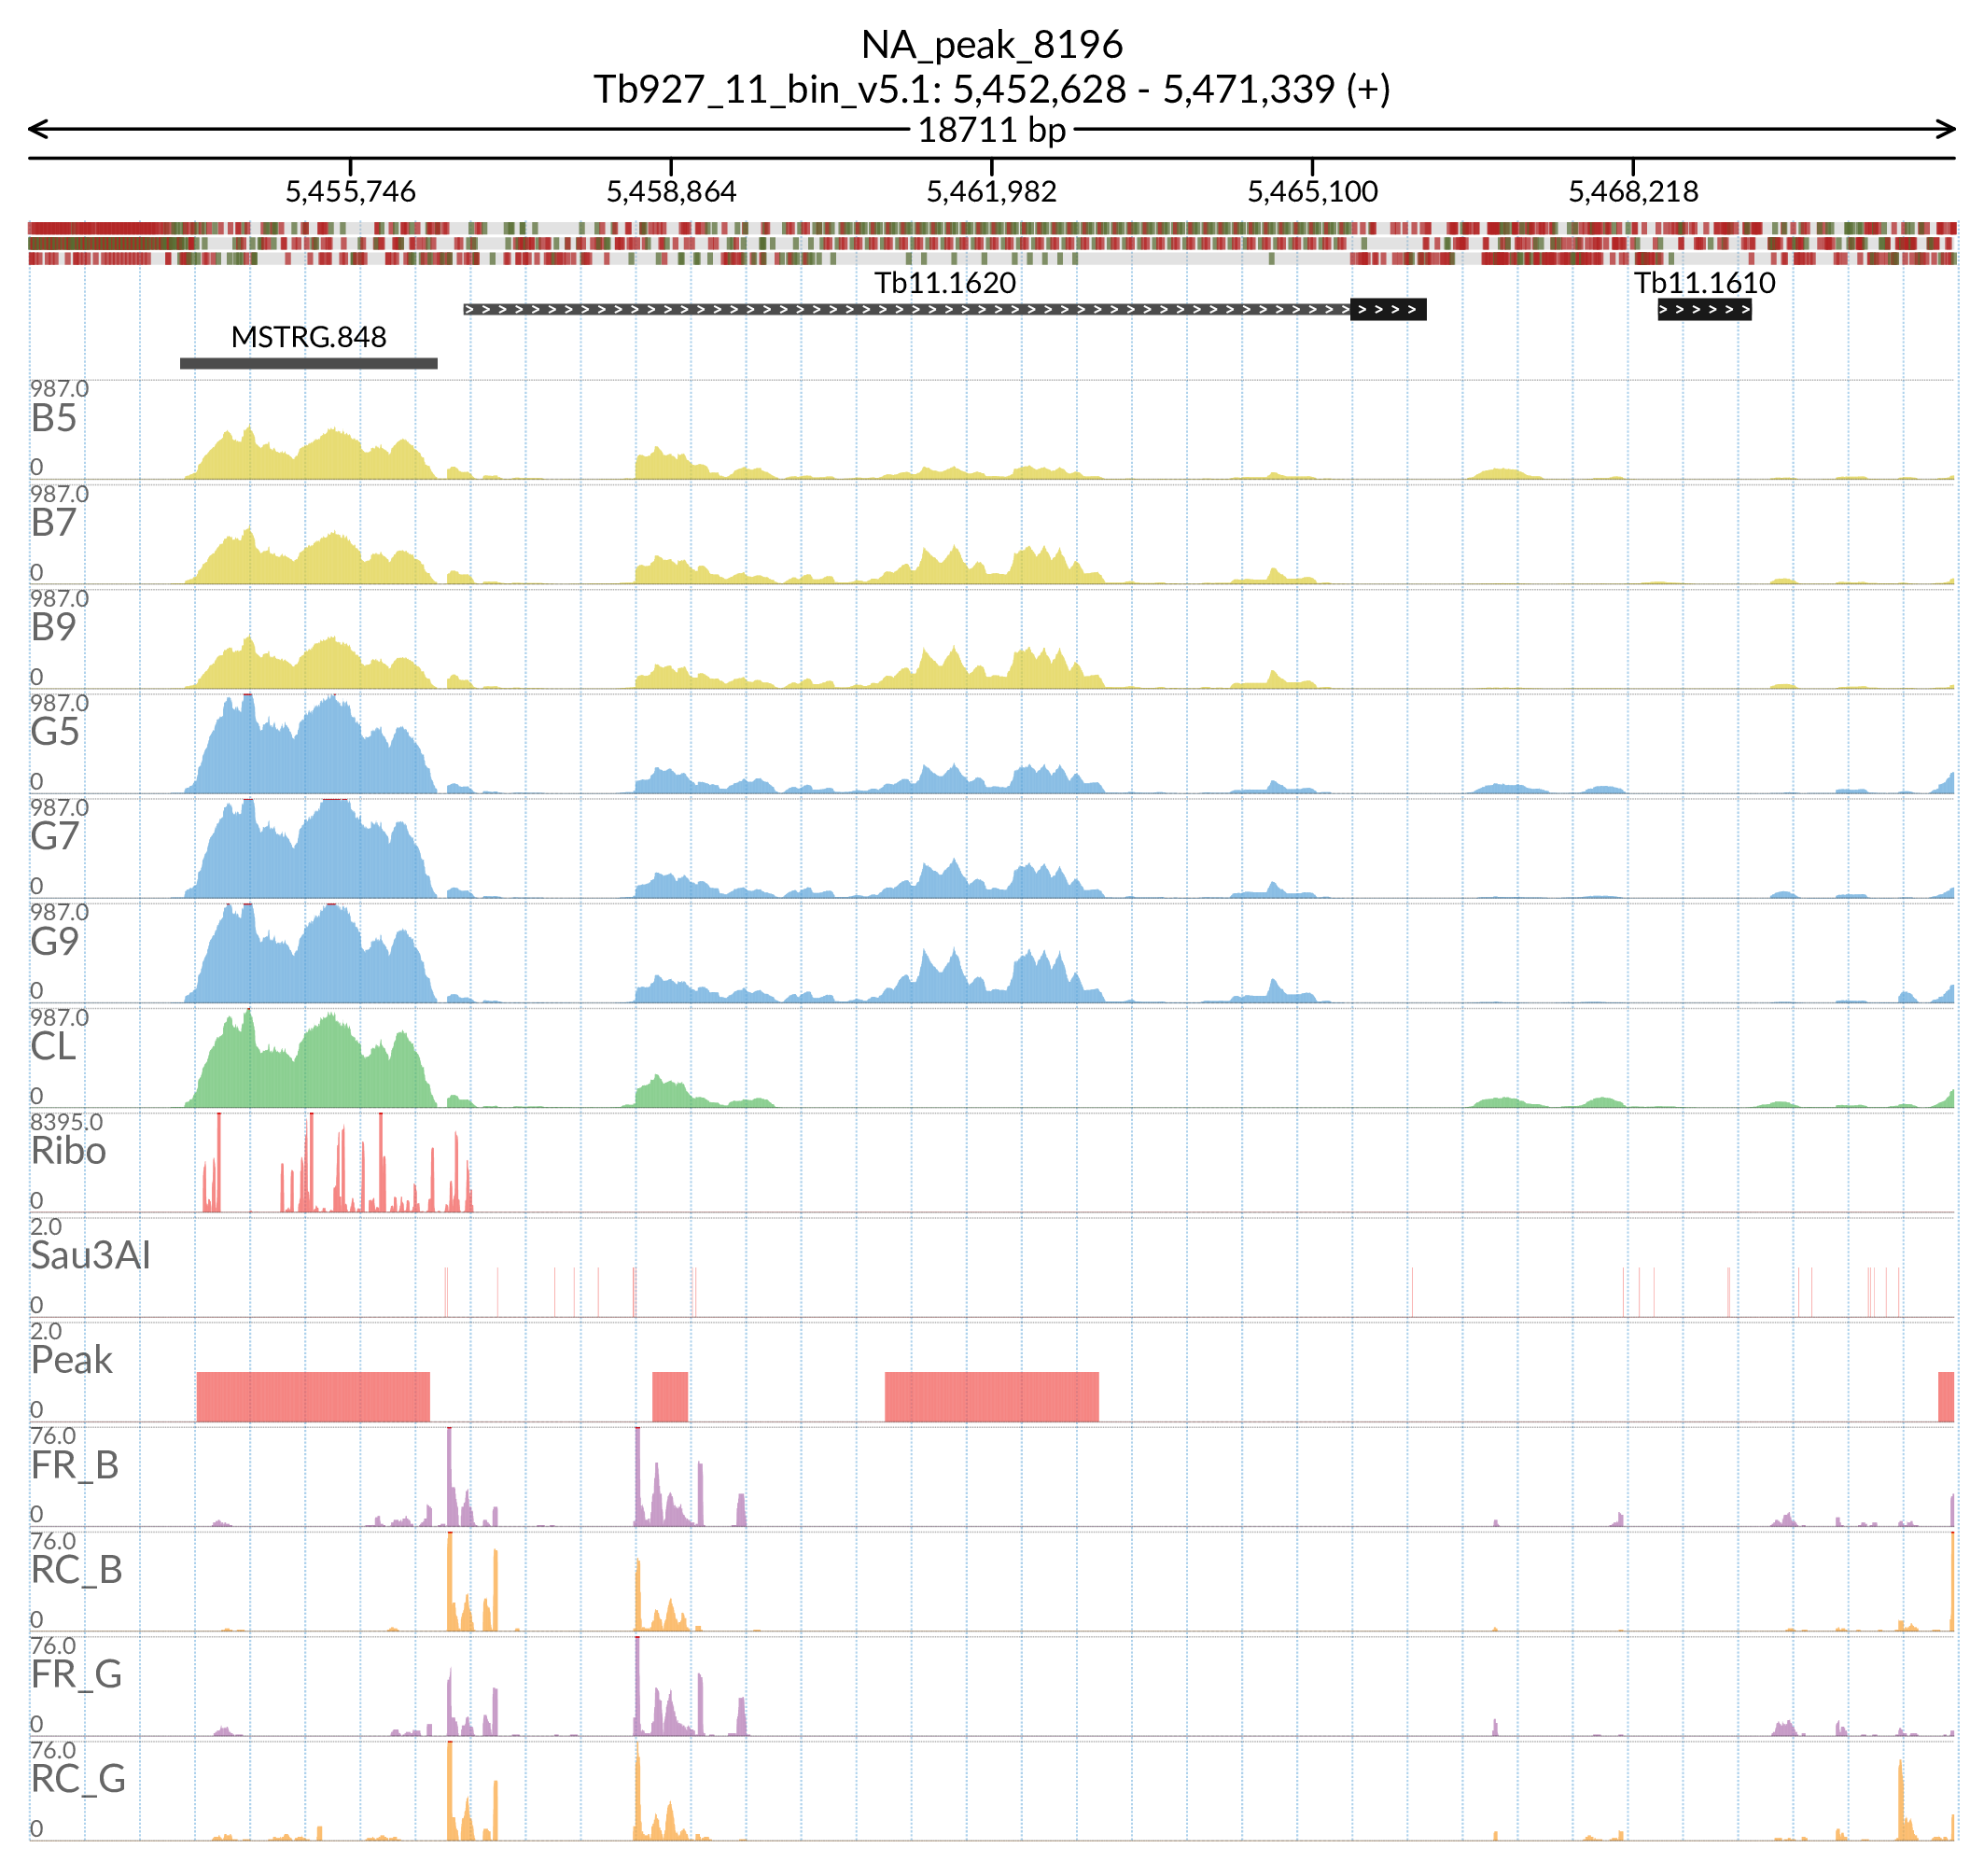 NA_peak_8196
Tb927_11_bin_v5.1: 5,452,628 - 5,471,339 (+)
18711 bp
5,455,746 5,458,864 5,461,982 5,465,100 5,468,218
Tb11.1620 Tb11.1610
MSTRG.848
987.0
B5
0
987.0
B7
0
987.0
B9
0
987.0
G5
0
987.0
G7
0
987.0
G9
0
987.0
CL
0
8395.0
Ribo
0
2.0
Sau3AI
0
2.0
Peak
0
76.0
FR_B
0
76.0
RC_B
0
76.0
FR_G
0
76.0
RC_G
0